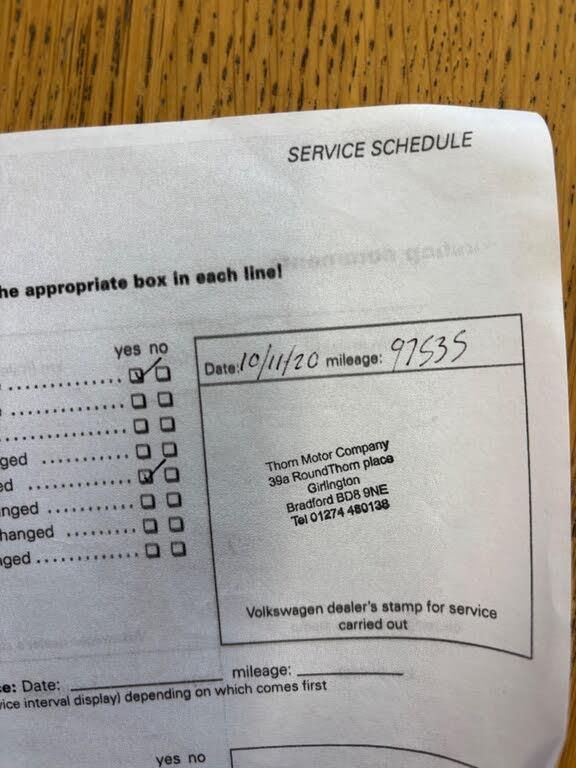 SERVICE SCHEDULE
he appropriate box in each line!
yes no
Date: 10/11/20 mileage: 97535
ged
ed
nged
hanged
ged
Thorn Motor Company
39a RoundThorn place
Girlington
Bradford BD8 9NE
Tel 01274 480138
Volkswagen dealer's stamp for service
carried out
e: Date: mileage:
ice interval display) depending on which comes first
yes no